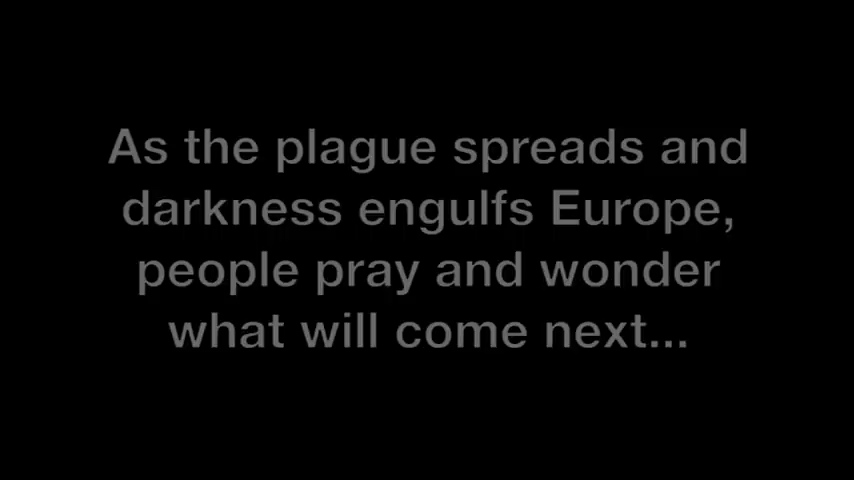 As the plague spreads and
darkness engulfs Europe,
people pray and wonder
what will come next...